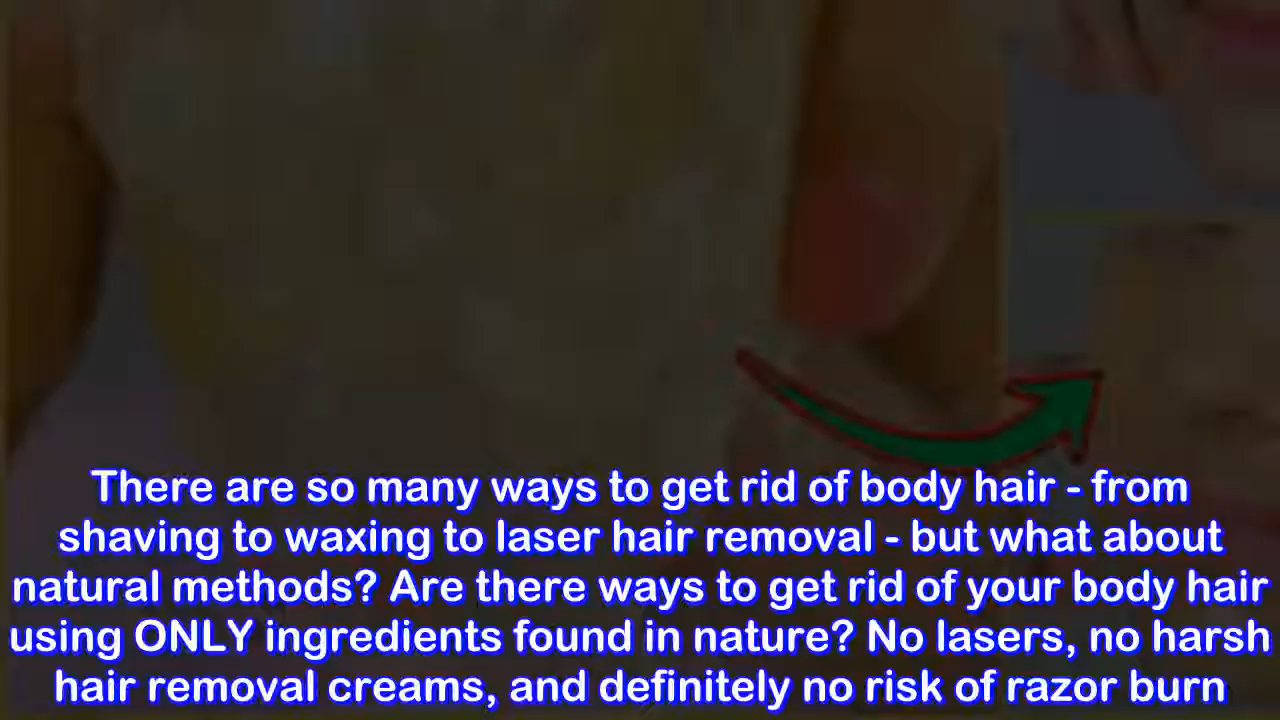 There are so many ways to get rid of body hair - from
shaving to waxing to laser hair removal - but what about
natural methods? Are there ways to get rid of your body hair
using ONLY ingredients found in nature? No lasers, no harsh
hair removal creams, and definitely no risk of razor burn